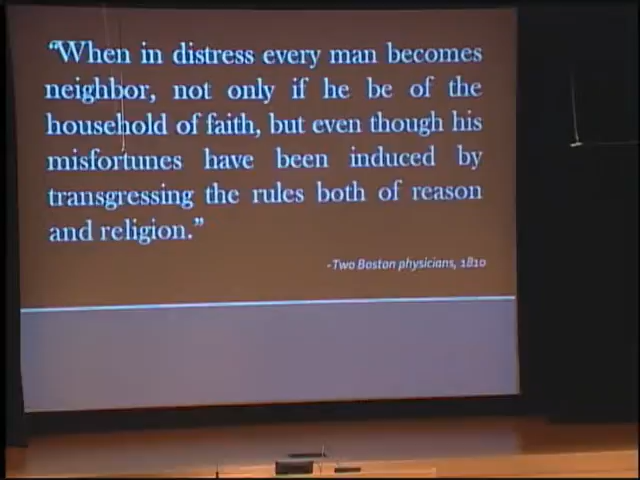 “When in distress every man becomes
neighbor, not only if he be of the
household of faith, but even though his
misfortunes have been induced by
transgressing the rules both of reason
and religion.”
-Two Boston physicians, 1810